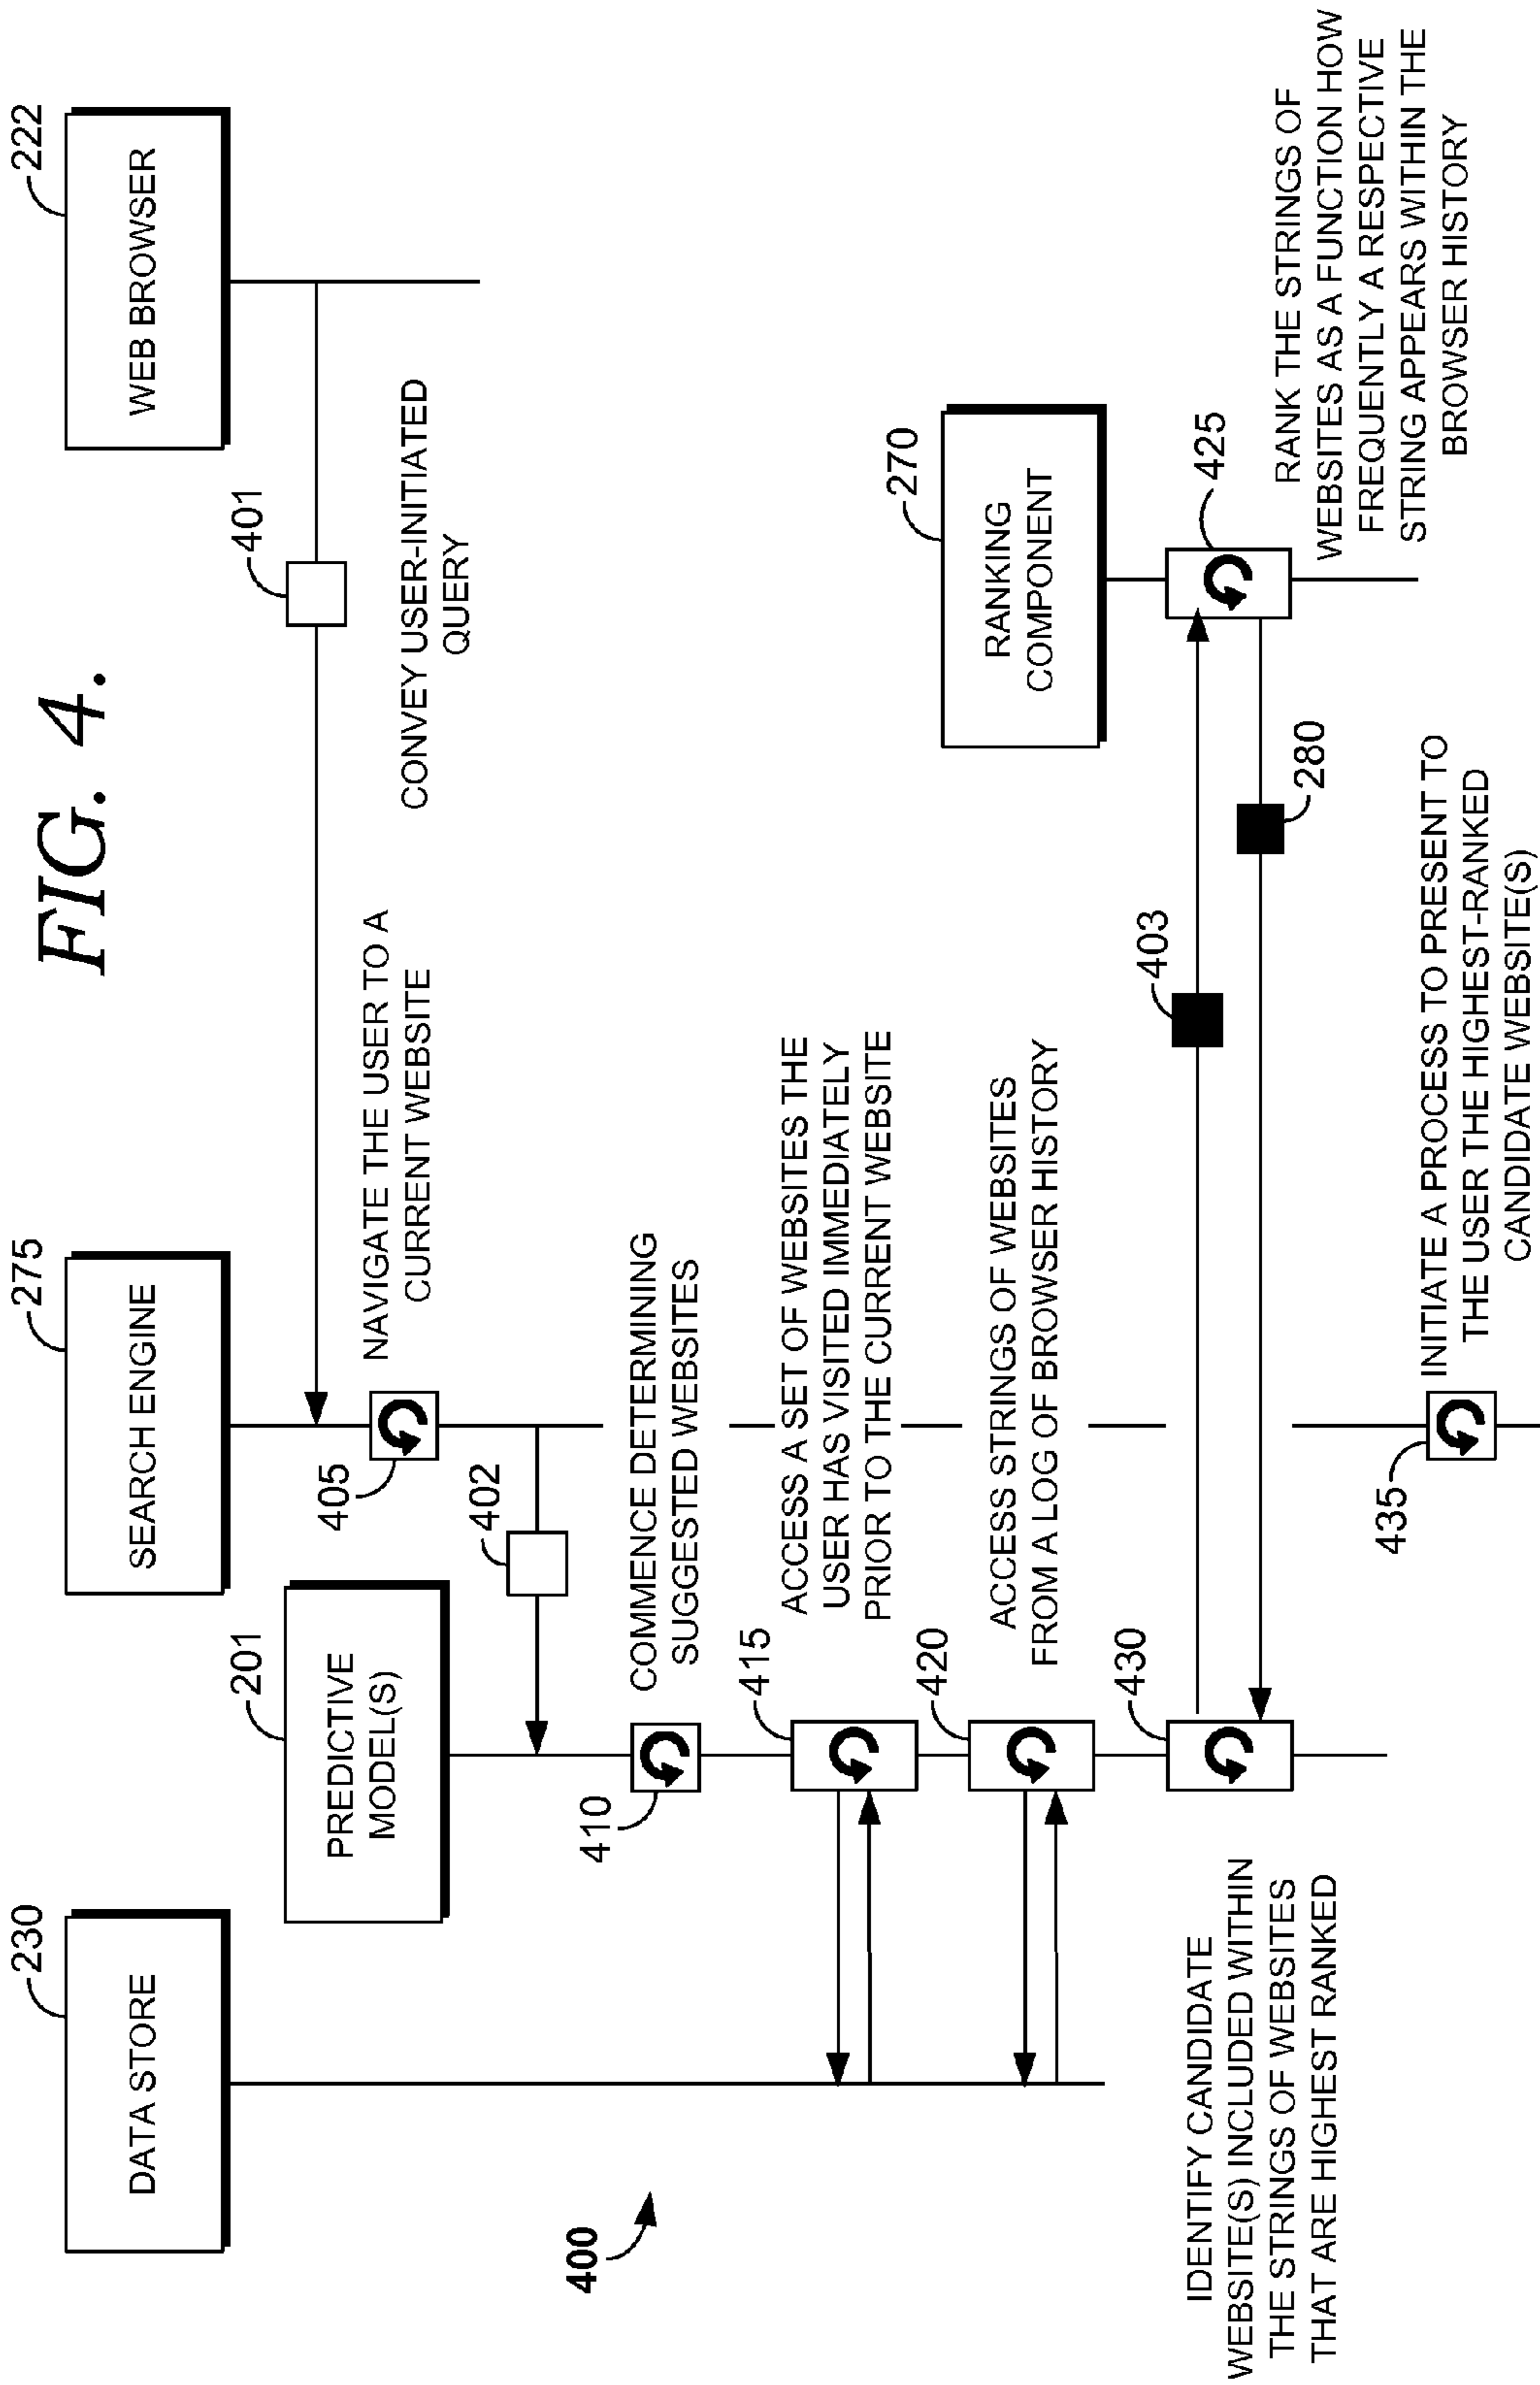 FIG. 4.
230
DATA STORE
275
SEARCH ENGINE
222
WEB BROWSER
201
PREDICTIVE
MODEL(S)
401
CONVEY USER-INITIATED
QUERY
405
NAVIGATE THE USER TO A
CURRENT WEBSITE
402
400
410
COMMENCE DETERMINING
SUGGESTED WEBSITES
415
ACCESS A SET OF WEBSITES THE
USER HAS VISITED IMMEDIATELY
PRIOR TO THE CURRENT WEBSITE
420
ACCESS STRINGS OF WEBSITES
FROM A LOG OF BROWSER HISTORY
270
RANKING
COMPONENT
403
425
RANK THE STRINGS OF
WEBSITES AS A FUNCTION HOW
FREQUENTLY A RESPECTIVE
STRING APPEARS WITHIN THE
BROWSER HISTORY
280
430
IDENTIFY CANDIDATE
WEBSITE(S) INCLUDED WITHIN
THE STRINGS OF WEBSITES
THAT ARE HIGHEST RANKED
435
INITIATE A PROCESS TO PRESENT TO
THE USER THE HIGHEST-RANKED
CANDIDATE WEBSITE(S)